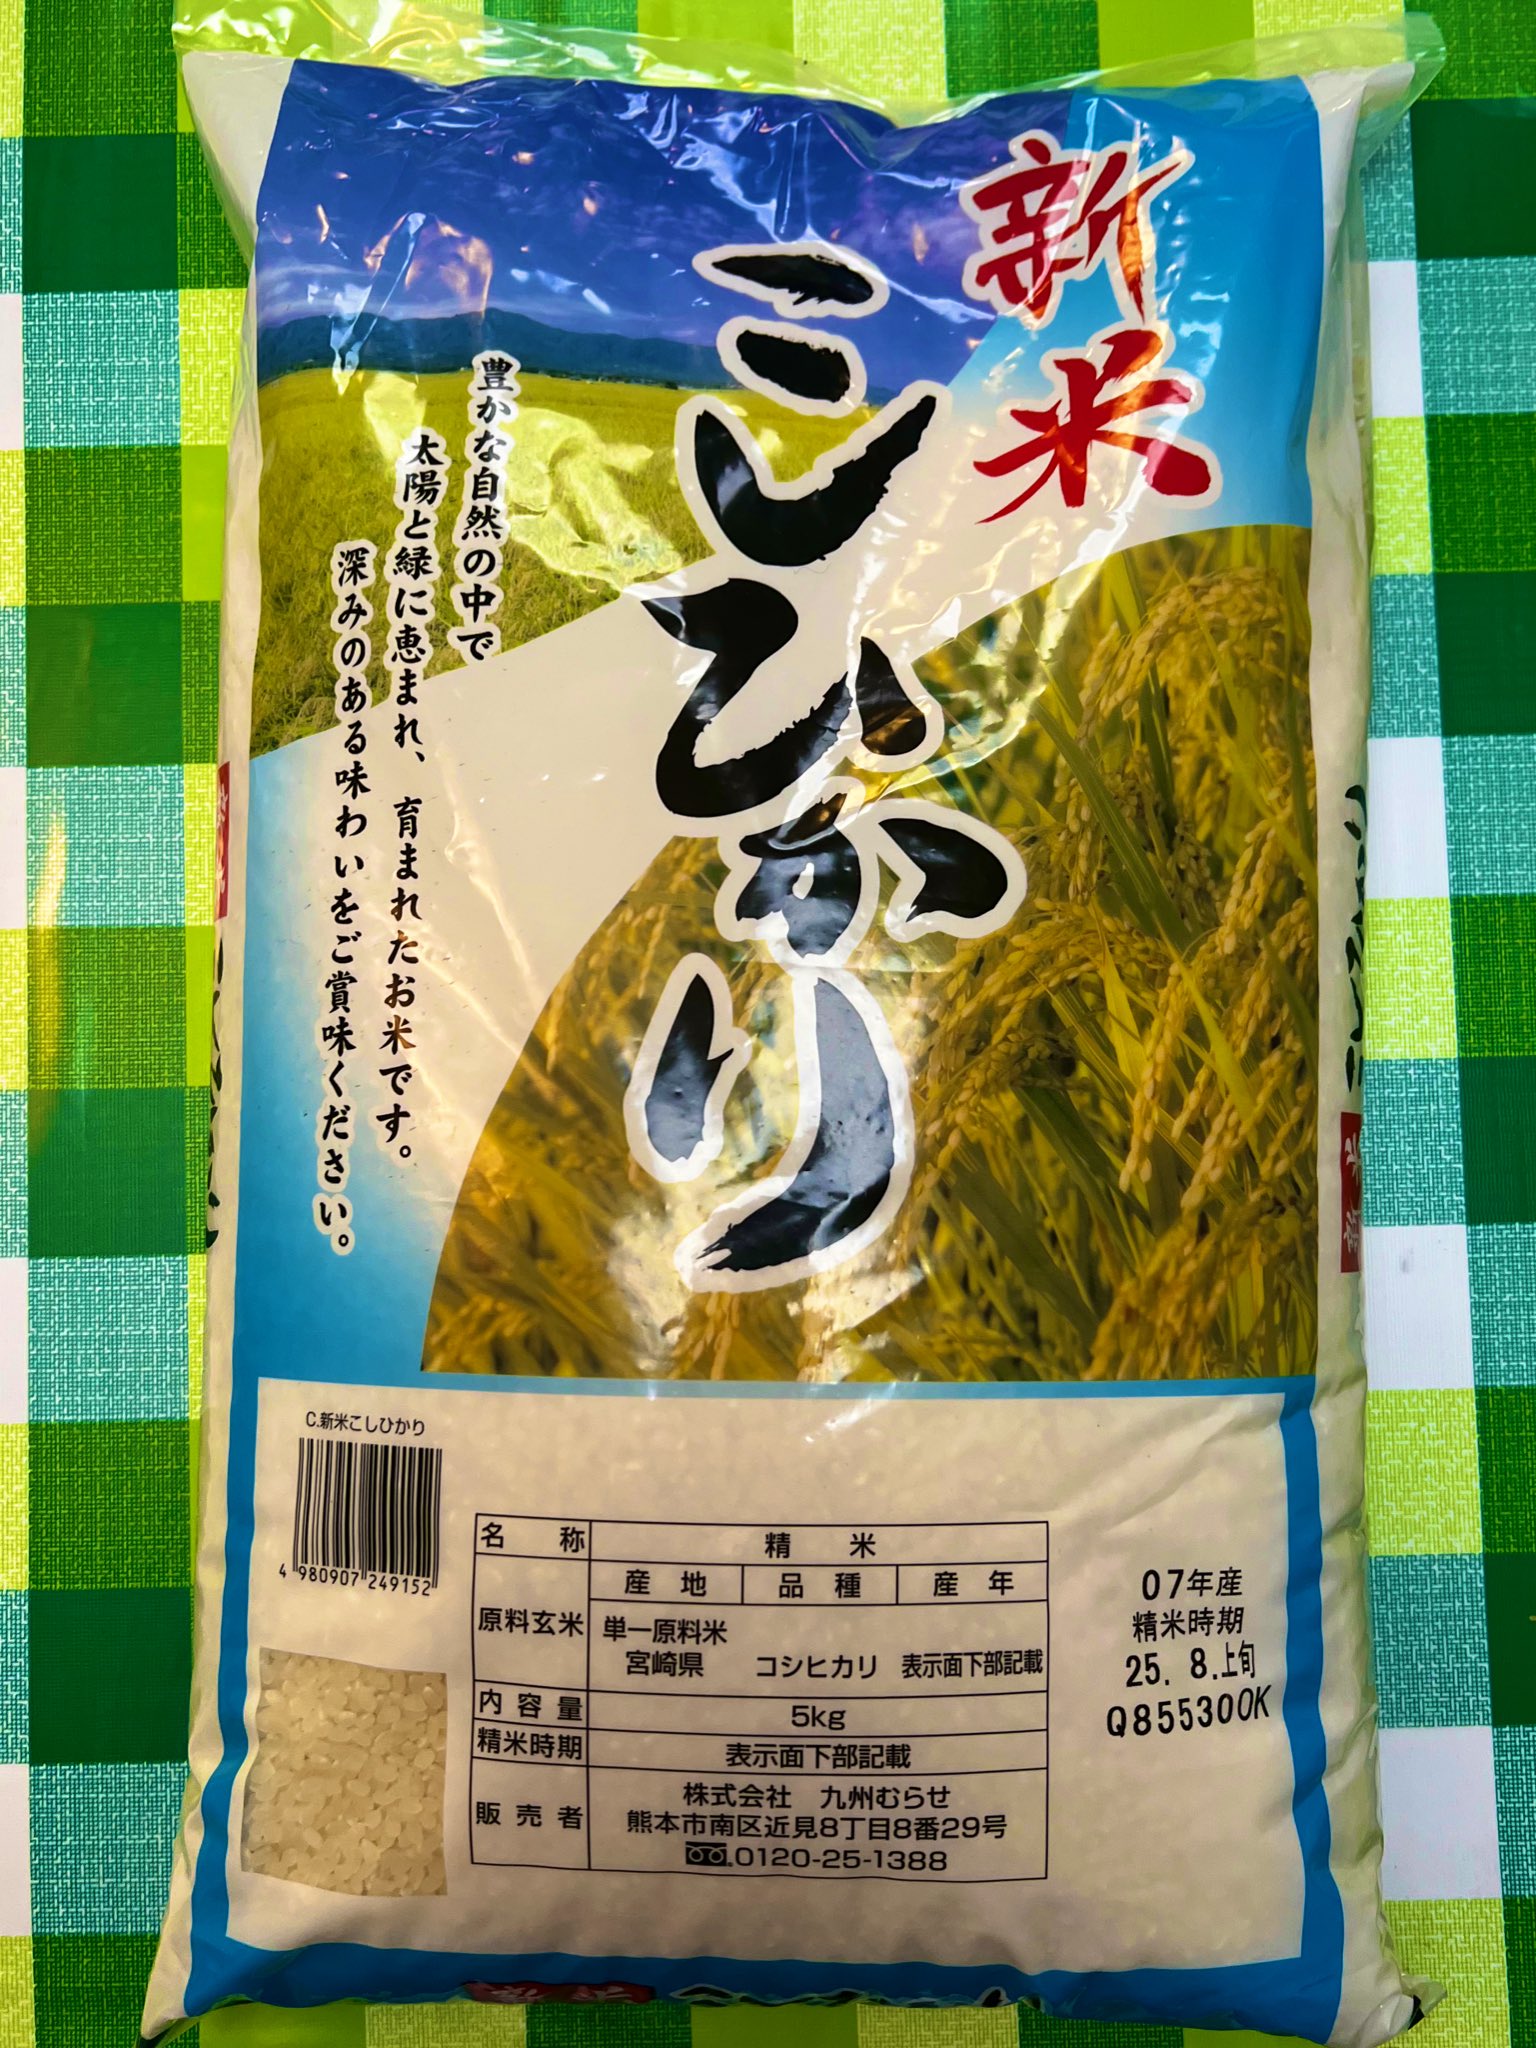 新米
こしひかり
豊かな自然の中で
太陽と緑に恵まれ、育まれたお米です。
深みのある味わいをご賞味ください。
C.新米こしひかり
4 980907 249152
名称 精米
原料玄米 産地 品種 産年
単一原料米
宮崎県 コシヒカリ 表示面下部記載
内容量 5kg
精米時期 表示面下部記載
販売者 株式会社 九州むらせ
熊本市南区近見8丁目8番29号
0120-25-1388
07年産
精米時期
25. 8.上旬
Q85530OK